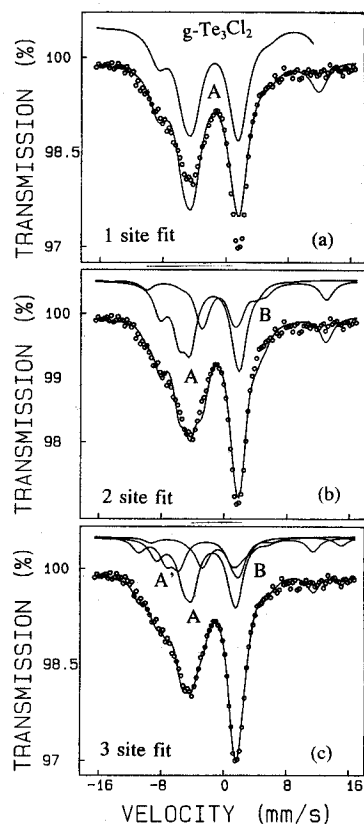 g-Te₃Cl₂
TRANSMISSION (%)
100
98.5
97
A
1 site fit
(a)
TRANSMISSION (%)
100
99
98
A
B
2 site fit
(b)
TRANSMISSION (%)
100
98.5
97
A'
A
B
3 site fit
(c)
-16 -8 0 8 16
VELOCITY (mm/s)